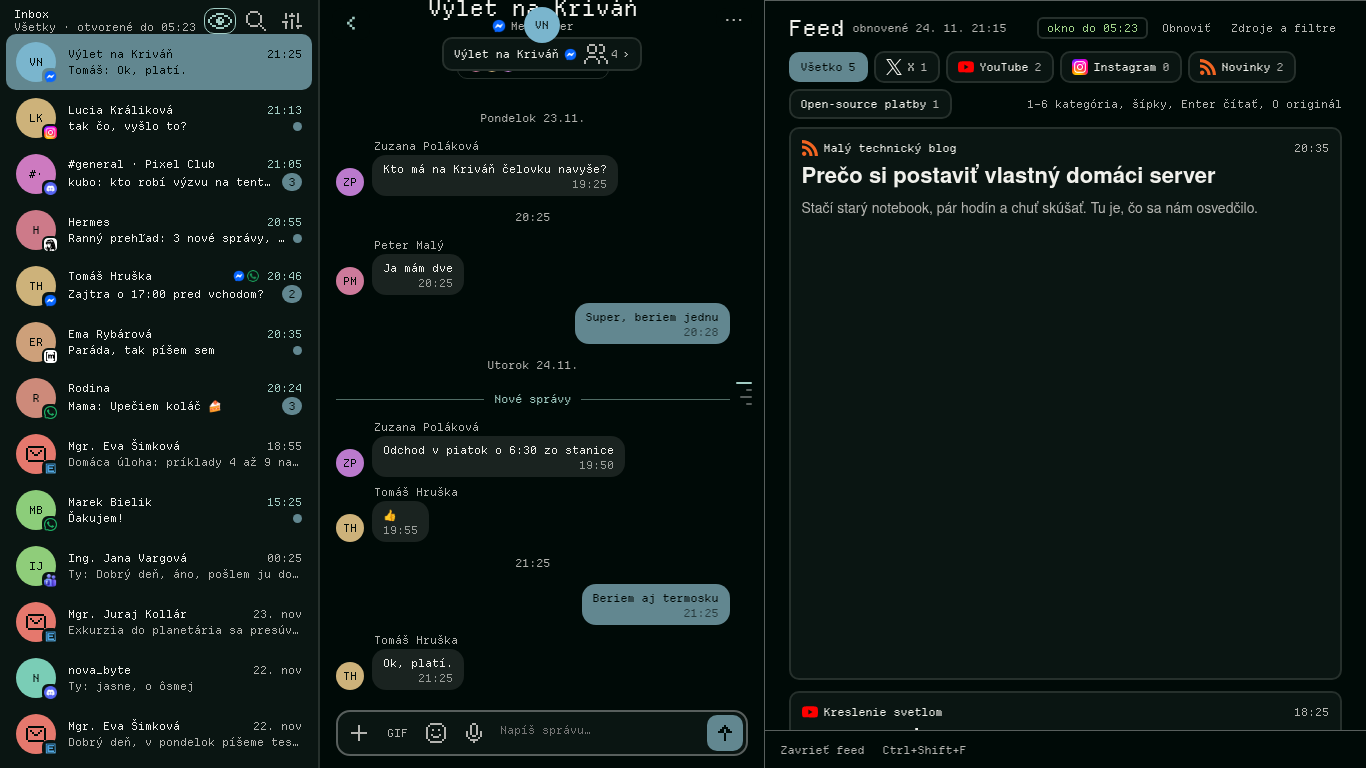 Inbox
Všetky · otvorené do 05:23
VN
Výlet na Kriváň
21:25
Tomáš: Ok, platí.
LK
Lucia Králiková
21:13
tak čo, vyšlo to?
#·
#general · Pixel Club
21:05
kubo: kto robí výzvu na tent…
3
H
Hermes
20:55
Ranný prehľad: 3 nové správy, …
TH
Tomáš Hruška
20:46
Zajtra o 17:00 pred vchodom?
2
ER
Ema Rybárová
20:35
Paráda, tak píšem sem
R
Rodina
20:24
Mama: Upečiem koláč 🍰
3
Mgr. Eva Šimková
18:55
Domáca úloha: príklady 4 až 9 na…
MB
Marek Bielik
15:25
Ďakujem!
IJ
Ing. Jana Vargová
00:25
Ty: Dobrý deň, áno, pošlem ju do…
Mgr. Juraj Kollár
23. nov
Exkurzia do planetária sa presúv…
N
nova_byte
22. nov
Ty: jasne, o ôsmej
Mgr. Eva Šimková
22. nov
Dobrý deň, v pondelok píšeme tes…
Výlet na Kriváň
VN
Výlet na Kriváň 4 ›
Pondelok 23.11.
Zuzana Poláková
ZP
Kto má na Kriváň čelovku navyše?
19:25
20:25
Peter Malý
PM
Ja mám dve
20:25
Super, beriem jednu
20:28
Utorok 24.11.
Nové správy
Zuzana Poláková
ZP
Odchod v piatok o 6:30 zo stanice
19:50
Tomáš Hruška
TH
👍
19:55
21:25
Beriem aj termosku
21:25
Tomáš Hruška
TH
Ok, platí.
21:25
GIF
Napíš správu…
Feed obnovené 24. 11. 21:15
okno do 05:23
Obnoviť
Zdroje a filtre
Všetko 5
X 1
YouTube 2
Instagram 0
Novinky 2
Open-source platby 1
1–6 kategória, šípky, Enter čítať, O originál
Malý technický blog
20:35
Prečo si postaviť vlastný domáci server
Stačí starý notebook, pár hodín a chuť skúšať. Tu je, čo sa nám osvedčilo.
Kreslenie svetlom
18:25
Zavrieť feed Ctrl+Shift+F